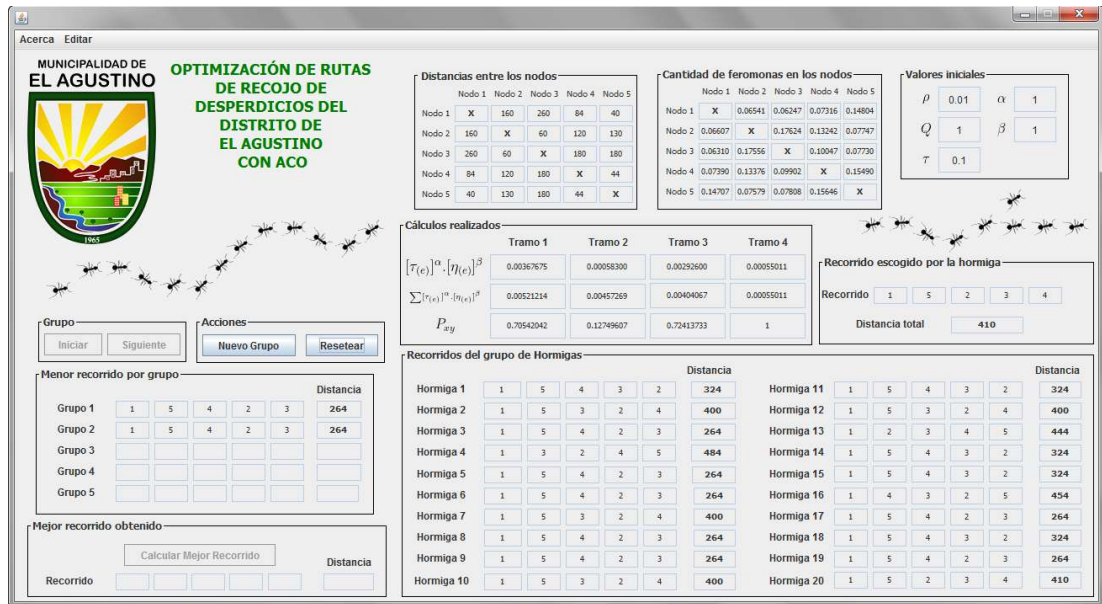 Acerca Editar
MUNICIPALIDAD DE
EL AGUSTINO
1965
OPTIMIZACIÓN DE RUTAS
DE RECOJO DE
DESPERDICIOS DEL
DISTRITO DE
EL AGUSTINO
CON ACO
Distancias entre los nodos
Nodo 1 Nodo 2 Nodo 3 Nodo 4 Nodo 5
Nodo 1 X 160 260 84 40
Nodo 2 160 X 60 120 130
Nodo 3 260 60 X 180 180
Nodo 4 84 120 180 X 44
Nodo 5 40 130 180 44 X
Cantidad de feromonas en los nodos
Nodo 1 Nodo 2 Nodo 3 Nodo 4 Nodo 5
Nodo 1 X 0.06541 0.06247 0.07316 0.14804
Nodo 2 0.06607 X 0.17624 0.13242 0.07747
Nodo 3 0.06310 0.17556 X 0.10047 0.07730
Nodo 4 0.07390 0.13376 0.09902 X 0.15490
Nodo 5 0.14707 0.07579 0.07808 0.15646 X
Valores iniciales
ρ 0.01 α 1
Q 1 β 1
τ 0.1
Cálculos realizados
Tramo 1 Tramo 2 Tramo 3 Tramo 4
[τ(e)]^α.[η(e)]^β 0.00367675 0.00058300 0.00292600 0.00055011
∑[τ(e)]^α.[η(e)]^β 0.00521214 0.00457269 0.00404067 0.00055011
Pxy 0.70542042 0.12749607 0.72413733 1
Recorrido escogido por la hormiga
Recorrido 1 5 2 3 4
Distancia total 410
Grupo
Iniciar Siguiente
Acciones
Nuevo Grupo Resetear
Menor recorrido por grupo
Distancia
Grupo 1 1 5 4 2 3 264
Grupo 2 1 5 4 2 3 264
Grupo 3
Grupo 4
Grupo 5
Mejor recorrido obtenido
Calcular Mejor Recorrido
Distancia
Recorrido
Recorridos del grupo de Hormigas
Distancia
Hormiga 1 1 5 4 3 2 324
Hormiga 2 1 5 3 2 4 400
Hormiga 3 1 5 4 2 3 264
Hormiga 4 1 3 2 4 5 484
Hormiga 5 1 5 4 2 3 264
Hormiga 6 1 5 4 2 3 264
Hormiga 7 1 5 3 2 4 400
Hormiga 8 1 5 4 2 3 264
Hormiga 9 1 5 4 2 3 264
Hormiga 10 1 5 3 2 4 400
Distancia
Hormiga 11 1 5 4 3 2 324
Hormiga 12 1 5 3 2 4 400
Hormiga 13 1 2 3 4 5 444
Hormiga 14 1 5 4 3 2 324
Hormiga 15 1 5 4 3 2 324
Hormiga 16 1 4 3 2 5 454
Hormiga 17 1 5 4 2 3 264
Hormiga 18 1 5 4 3 2 324
Hormiga 19 1 5 4 2 3 264
Hormiga 20 1 5 2 3 4 410